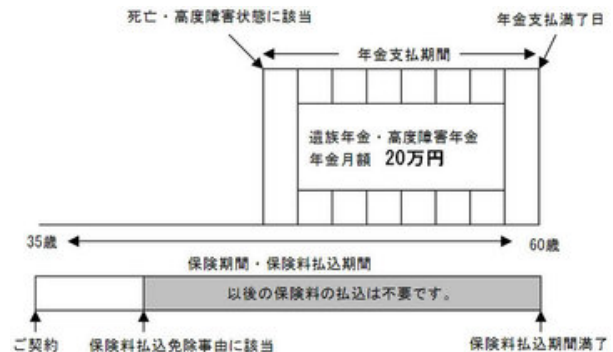 死亡・高度障害状態に該当
年金支払満了日
年金支払期間
遺族年金・高度障害年金
年金月額 20万円
35歳
60歳
保険期間・保険料払込期間
以後の保険料の払込は不要です。
ご契約
保険料払込免除事由に該当
保険料払込期間満了